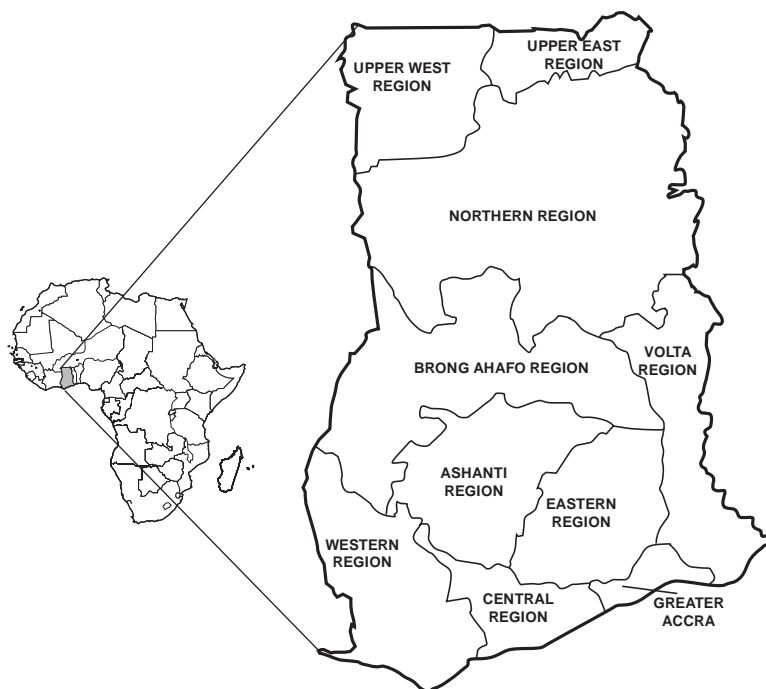 UPPER EAST
REGION
UPPER WEST
REGION
NORTHERN REGION
BRONG AHAFO REGION
VOLTA
REGION
ASHANTI
REGION
EASTERN
REGION
WESTERN
REGION
CENTRAL
REGION
GREATER
ACCRA